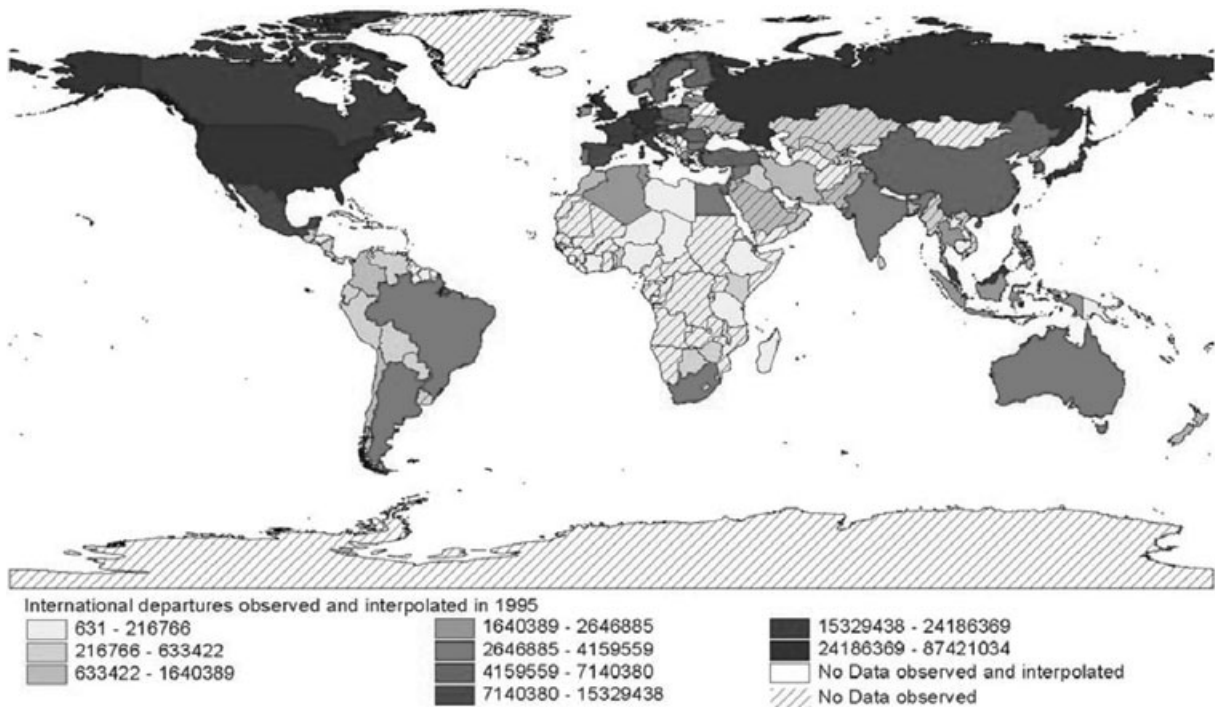 International departures observed and interpolated in 1995
631 - 216766
216766 - 633422
633422 - 1640389
1640389 - 2646885
2646885 - 4159559
4159559 - 7140380
7140380 - 15329438
15329438 - 24186369
24186369 - 87421034
No Data observed and interpolated
No Data observed